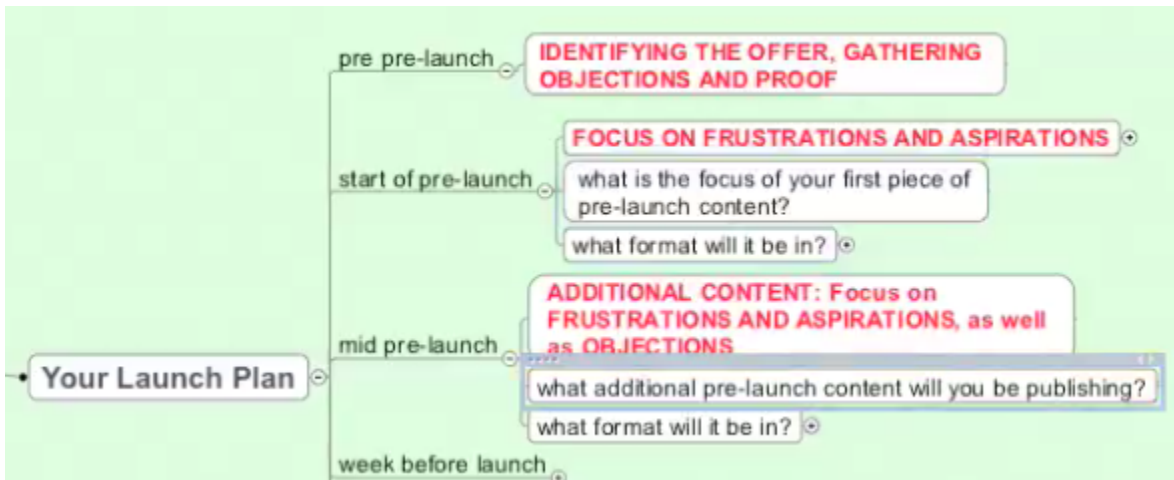 pre pre-launch
IDENTIFYING THE OFFER, GATHERING
OBJECTIONS AND PROOF
FOCUS ON FRUSTRATIONS AND ASPIRATIONS
start of pre-launch
what is the focus of your first piece of
pre-launch content?
what format will it be in?
ADDITIONAL CONTENT: Focus on
FRUSTRATIONS AND ASPIRATIONS, as well
as OBJECTIONS
mid pre-launch
Your Launch Plan
what additional pre-launch content will you be publishing?
what format will it be in?
week before launch